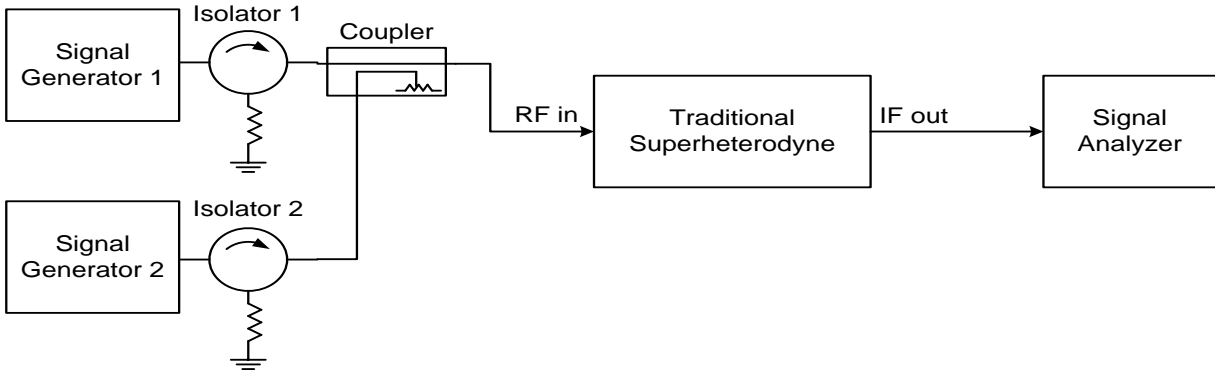 Isolator 1
Signal
Generator 1
Coupler
RF in
Traditional
Superheterodyne
IF out
Signal
Analyzer
Isolator 2
Signal
Generator 2